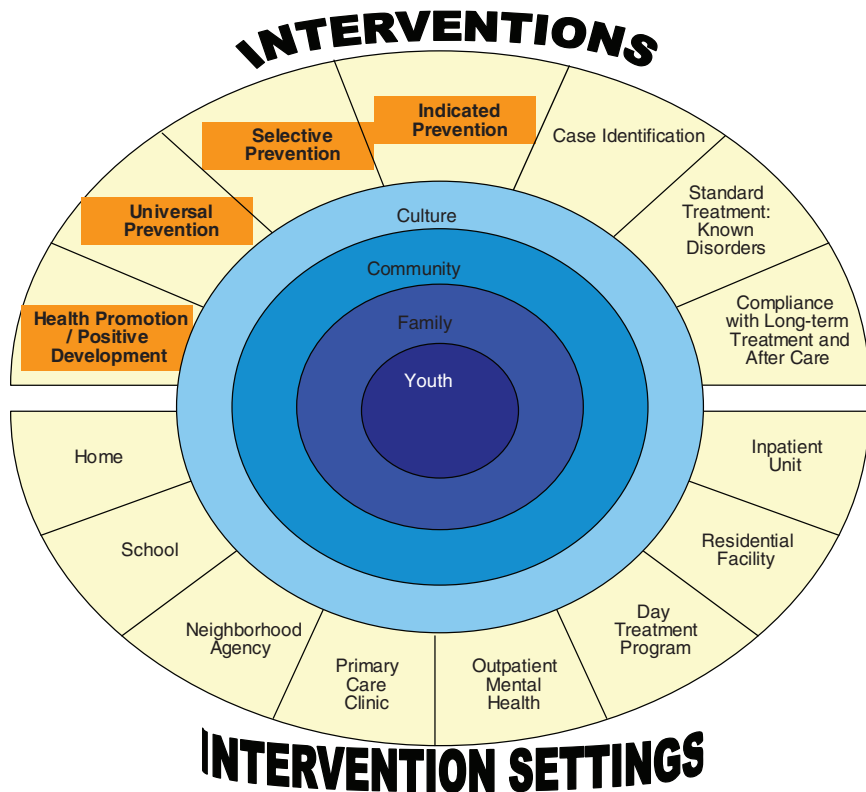 INTERVENTIONS
Indicated
Prevention
Selective
Prevention
Case Identification
Universal
Prevention
Standard
Treatment:
Known
Disorders
Health Promotion
/ Positive
Development
Compliance
with Long-term
Treatment and
After Care
Culture
Community
Family
Youth
Home
School
Neighborhood
Agency
Primary
Care
Clinic
Outpatient
Mental
Health
Day
Treatment
Program
Residential
Facility
Inpatient
Unit
INTERVENTION SETTINGS